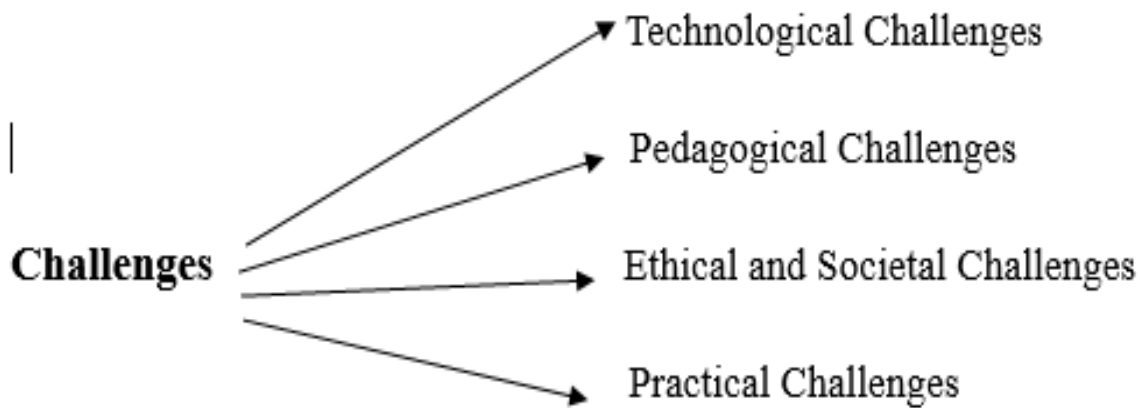 Technological Challenges
Pedagogical Challenges
Challenges
Ethical and Societal Challenges
Practical Challenges